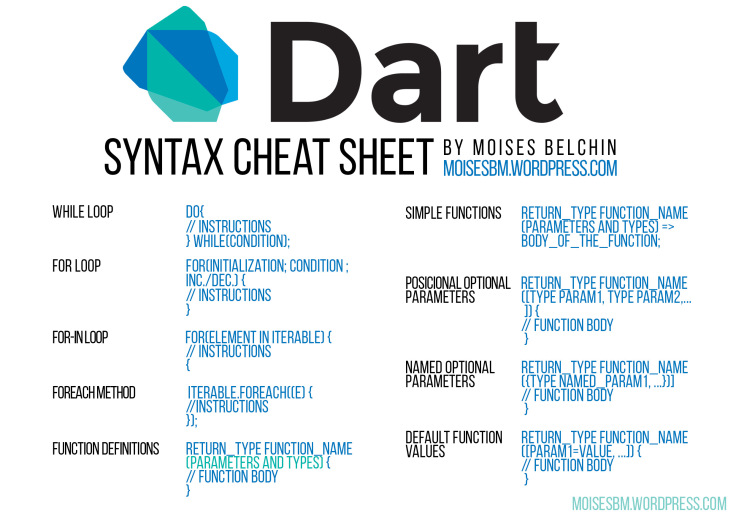 Dart
SYNTAX CHEAT SHEET
BY MOISES BELCHIN
MOISESBM.WORDPRESS.COM
WHILE LOOP
DO{
// INSTRUCTIONS
} WHILE(CONDITION);
FOR LOOP
FOR(INITIALIZATION; CONDITION ;
INC./DEC.) {
// INSTRUCTIONS
}
FOR-IN LOOP
FOR(ELEMENT IN ITERABLE) {
// INSTRUCTIONS
{
FOREACH METHOD
ITERABLE.FOREACH((E) {
//INSTRUCTIONS
});
FUNCTION DEFINITIONS
RETURN_TYPE FUNCTION_NAME
(PARAMETERS AND TYPES) {
// FUNCTION BODY
}
SIMPLE FUNCTIONS
RETURN_TYPE FUNCTION_NAME
(PARAMETERS AND TYPES) =>
BODY_OF_THE_FUNCTION;
POSICIONAL OPTIONAL
PARAMETERS
RETURN_TYPE FUNCTION_NAME
([TYPE PARAM1, TYPE PARAM2,...
]) {
// FUNCTION BODY
}
NAMED OPTIONAL
PARAMETERS
RETURN_TYPE FUNCTION_NAME
({TYPE NAMED_PARAM1, ...})]
// FUNCTION BODY
}
DEFAULT FUNCTION
VALUES
RETURN_TYPE FUNCTION_NAME
([PARAM1=VALUE, ...]) {
// FUNCTION BODY
}
MOISESBM.WORDPRESS.COM